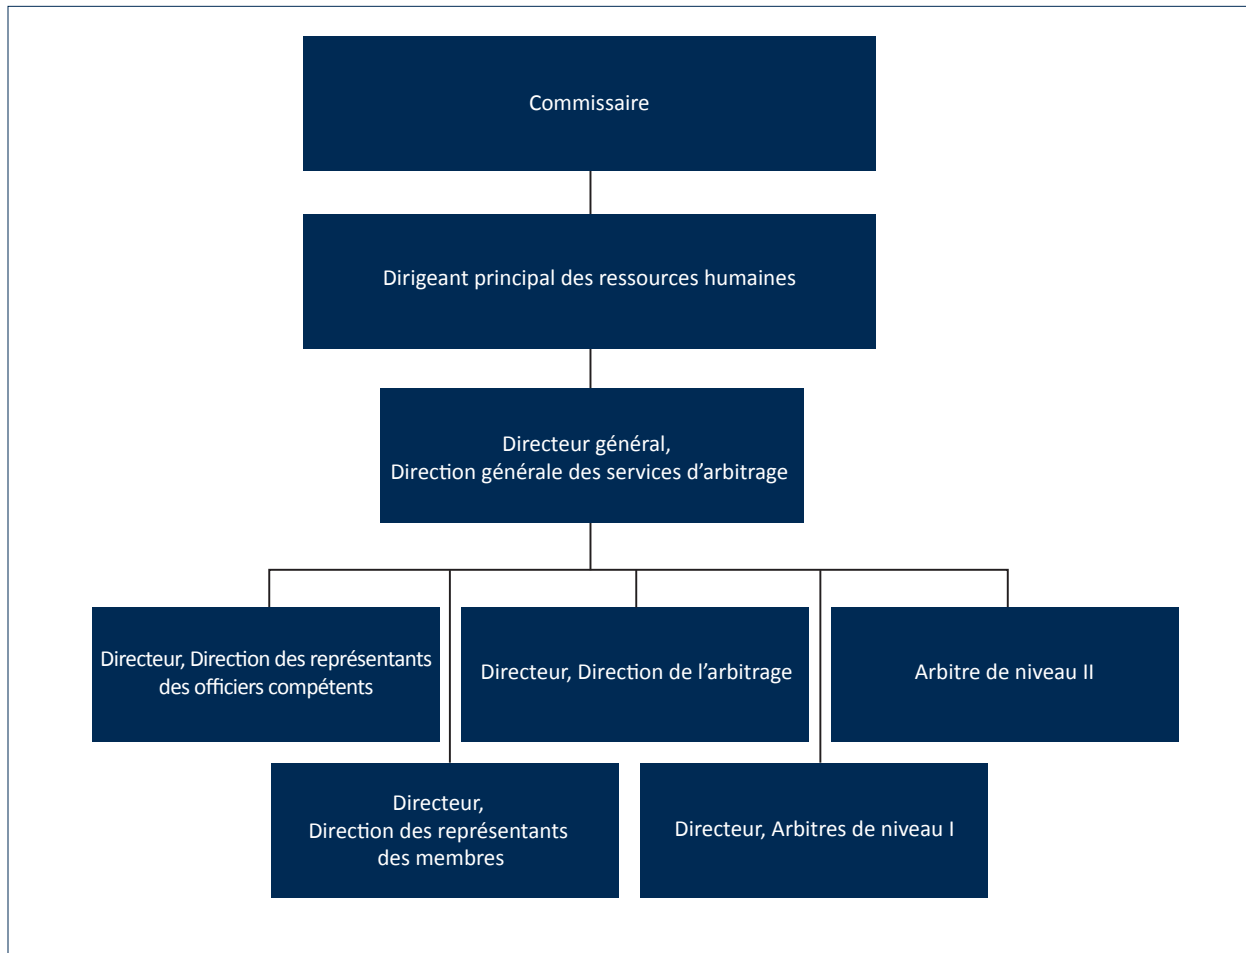 Commissaire
Dirigeant principal des ressources humaines
Directeur général,
Direction générale des services d’arbitrage
Directeur, Direction des représentants
des officiers compétents
Directeur, Direction de l’arbitrage
Arbitre de niveau II
Directeur,
Direction des représentants
des membres
Directeur, Arbitres de niveau I